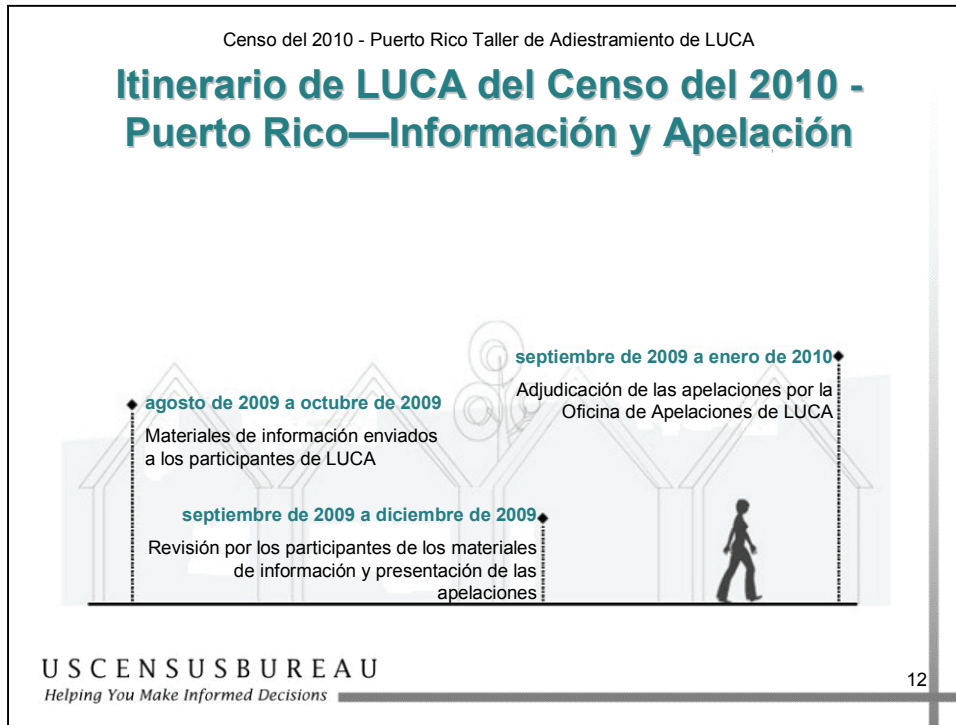 Censo del 2010 - Puerto Rico Taller de Adiestramiento de LUCA
Itinerario de LUCA del Censo del 2010 -
Puerto Rico—Información y Apelación
agosto de 2009 a octubre de 2009
Materiales de información enviados
a los participantes de LUCA
septiembre de 2009 a diciembre de 2009
Revisión por los participantes de los materiales
de información y presentación de las
apelaciones
septiembre de 2009 a enero de 2010
Adjudicación de las apelaciones por la
Oficina de Apelaciones de LUCA
USCENSUSBUREAU
Helping You Make Informed Decisions
12